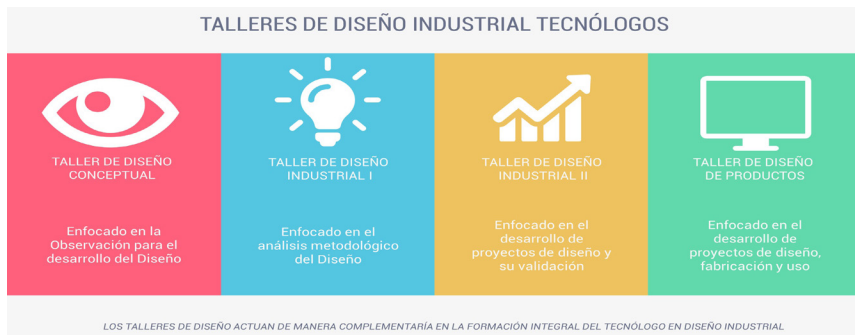 TALLERES DE DISEÑO INDUSTRIAL TECNÓLOGOS
TALLER DE DISEÑO
CONCEPTUAL
Enfocado en la
Observación para el
desarrollo del Diseño
TALLER DE DISEÑO
INDUSTRIAL I
Enfocado en el
análisis metodológico
del Diseño
TALLER DE DISEÑO
INDUSTRIAL II
Enfocado en el
desarrollo de
proyectos de diseño y
su validación
TALLER DE DISEÑO
DE PRODUCTOS
Enfocado en el
desarrollo de
proyectos de diseño,
fabricación y uso
LOS TALLERES DE DISEÑO ACTUAN DE MANERA COMPLEMENTARÍA EN LA FORMACIÓN INTEGRAL DEL TECNÓLOGO EN DISEÑO INDUSTRIAL